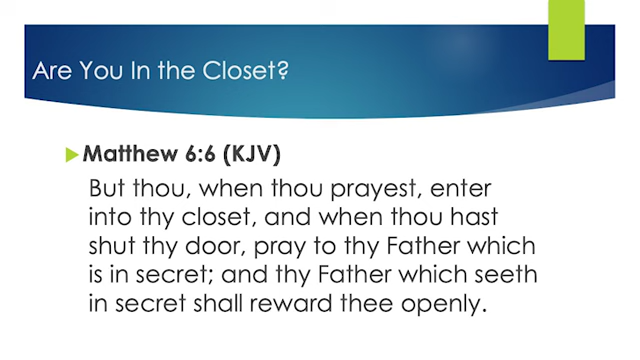 Are You In the Closet?
Matthew 6:6 (KJV)
But thou, when thou prayest, enter
into thy closet, and when thou hast
shut thy door, pray to thy Father which
is in secret; and thy Father which seeth
in secret shall reward thee openly.